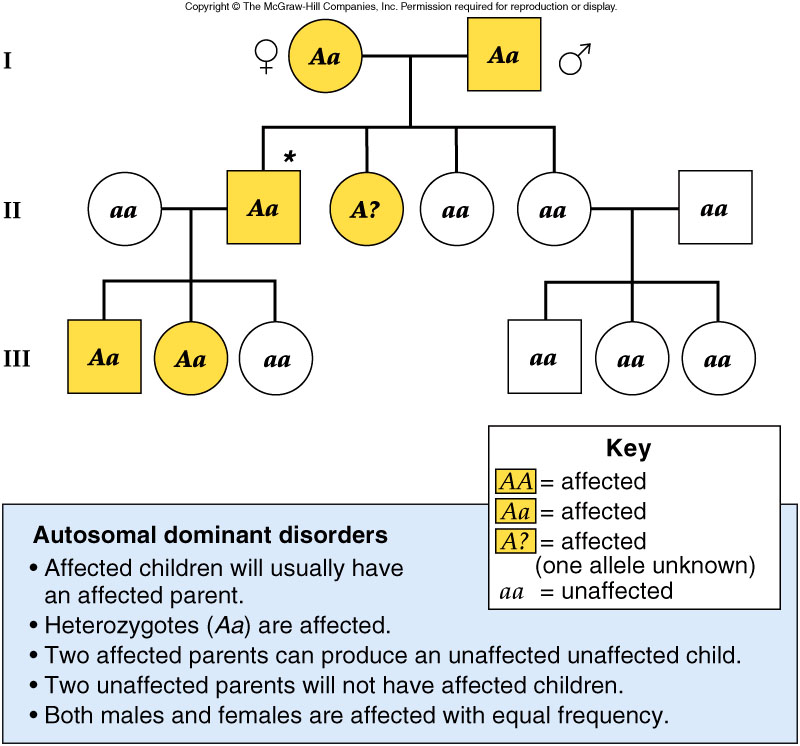 Copyright © The McGraw-Hill Companies, Inc. Permission required for reproduction or display.
I
Aa
Aa
*
II
aa
Aa
A?
aa
aa
aa
III
Aa
Aa
aa
aa
aa
aa
Key
AA = affected
Aa = affected
A? = affected
(one allele unknown)
aa = unaffected
Autosomal dominant disorders
• Affected children will usually have
an affected parent.
• Heterozygotes (Aa) are affected.
• Two affected parents can produce an unaffected unaffected child.
• Two unaffected parents will not have affected children.
• Both males and females are affected with equal frequency.